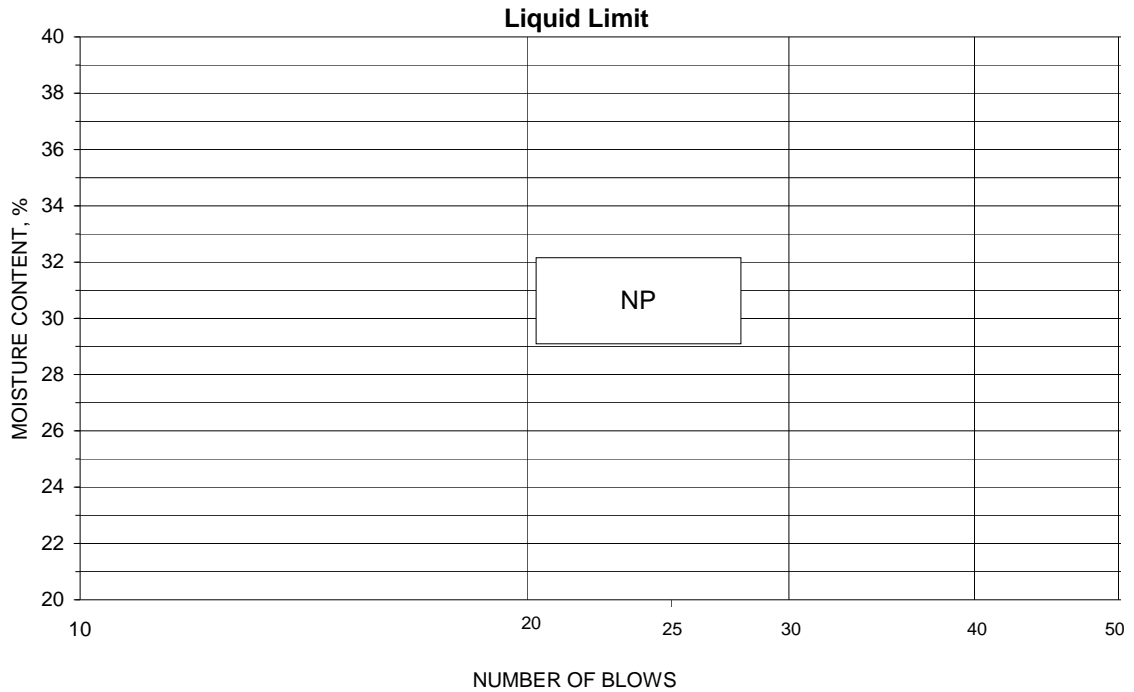 Liquid Limit
40
38
36
34
32
30
28
26
24
22
20
MOISTURE CONTENT, %
NP
10 20 25 30 40 50
NUMBER OF BLOWS